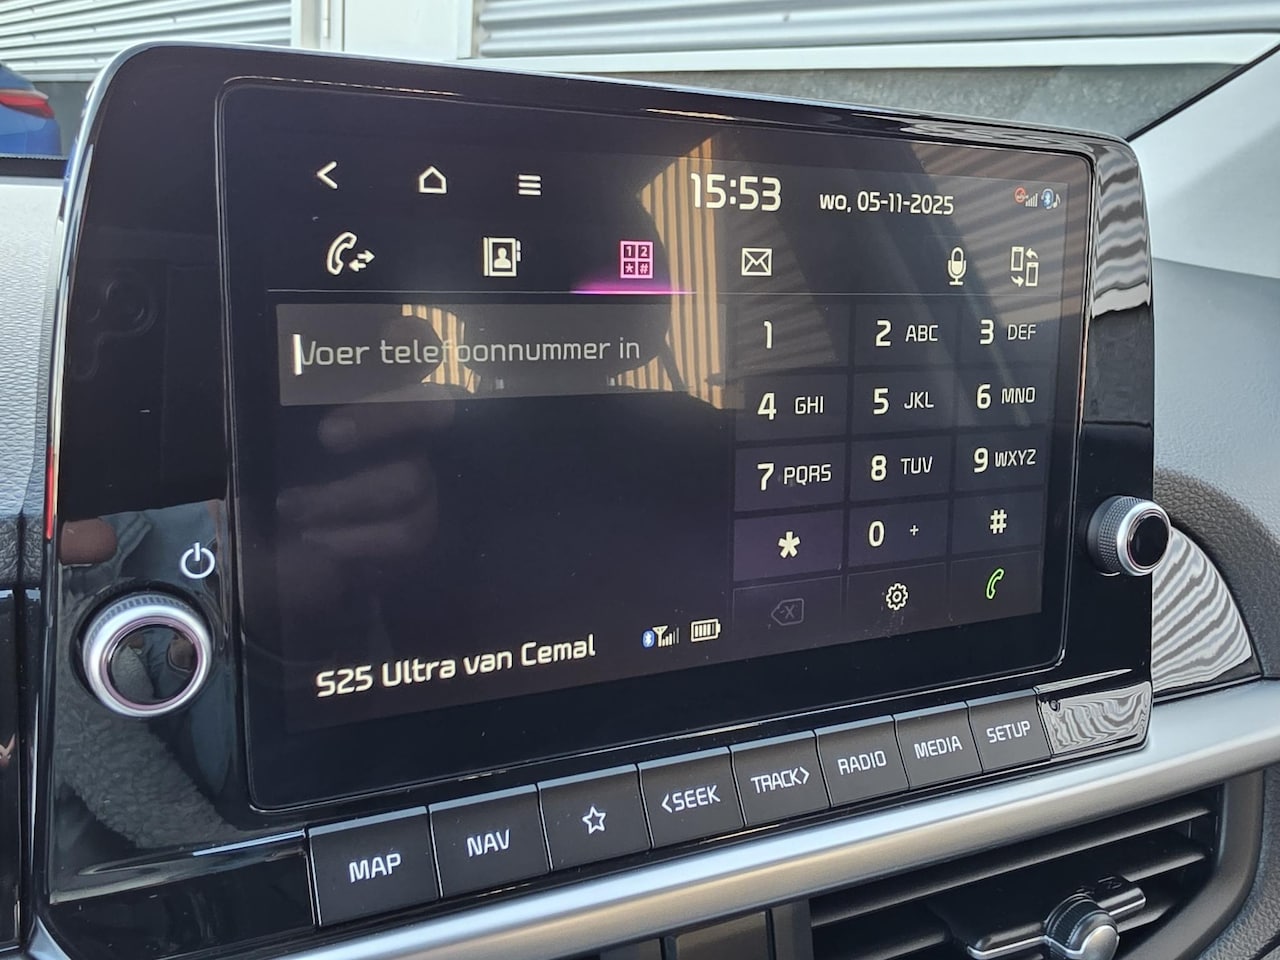 15:53 wo, 05-11-2025
Voer telefoonnummer in
1 2 ABC 3 DEF
4 GHI 5 JKL 6 MNO
7 PQRS 8 TUV 9 WXYZ
* 0 + #
S25 Ultra van Cemal
MAP NAV <SEEK TRACK> RADIO MEDIA SETUP